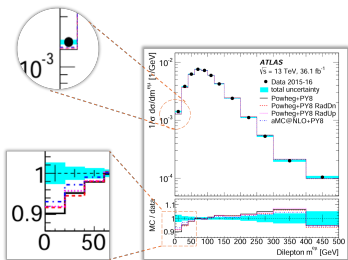 10⁻³
1
0.9
0 50
ATLAS
√s = 13 TeV, 36.1 fb⁻¹
Data 2015-16
total uncertainty
Powheg+PY8
Powheg+PY8 RadDn
Powheg+PY8 RadUp
aMC@NLO+PY8
1/σ dσ/dm^eμ [1/GeV]
10⁻²
10⁻³
10⁻⁴
MC / data
1.1
1
0.9
0 50 100 150 200 250 300 350 400 450 500
Dilepton m^eμ [GeV]